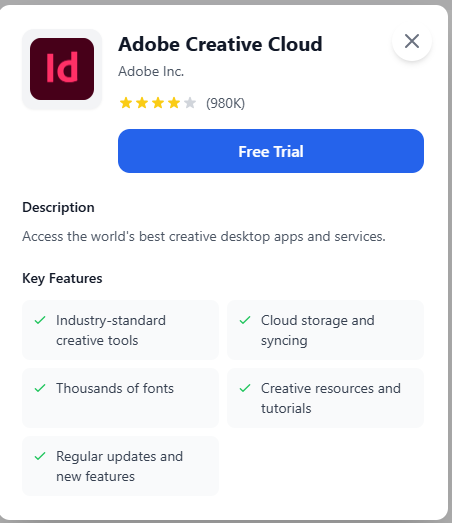 Id
Adobe Creative Cloud
Adobe Inc.
(980K)
Free Trial
Description
Access the world's best creative desktop apps and services.
Key Features
Industry-standard
creative tools
Cloud storage and
syncing
Thousands of fonts
Creative resources and
tutorials
Regular updates and
new features